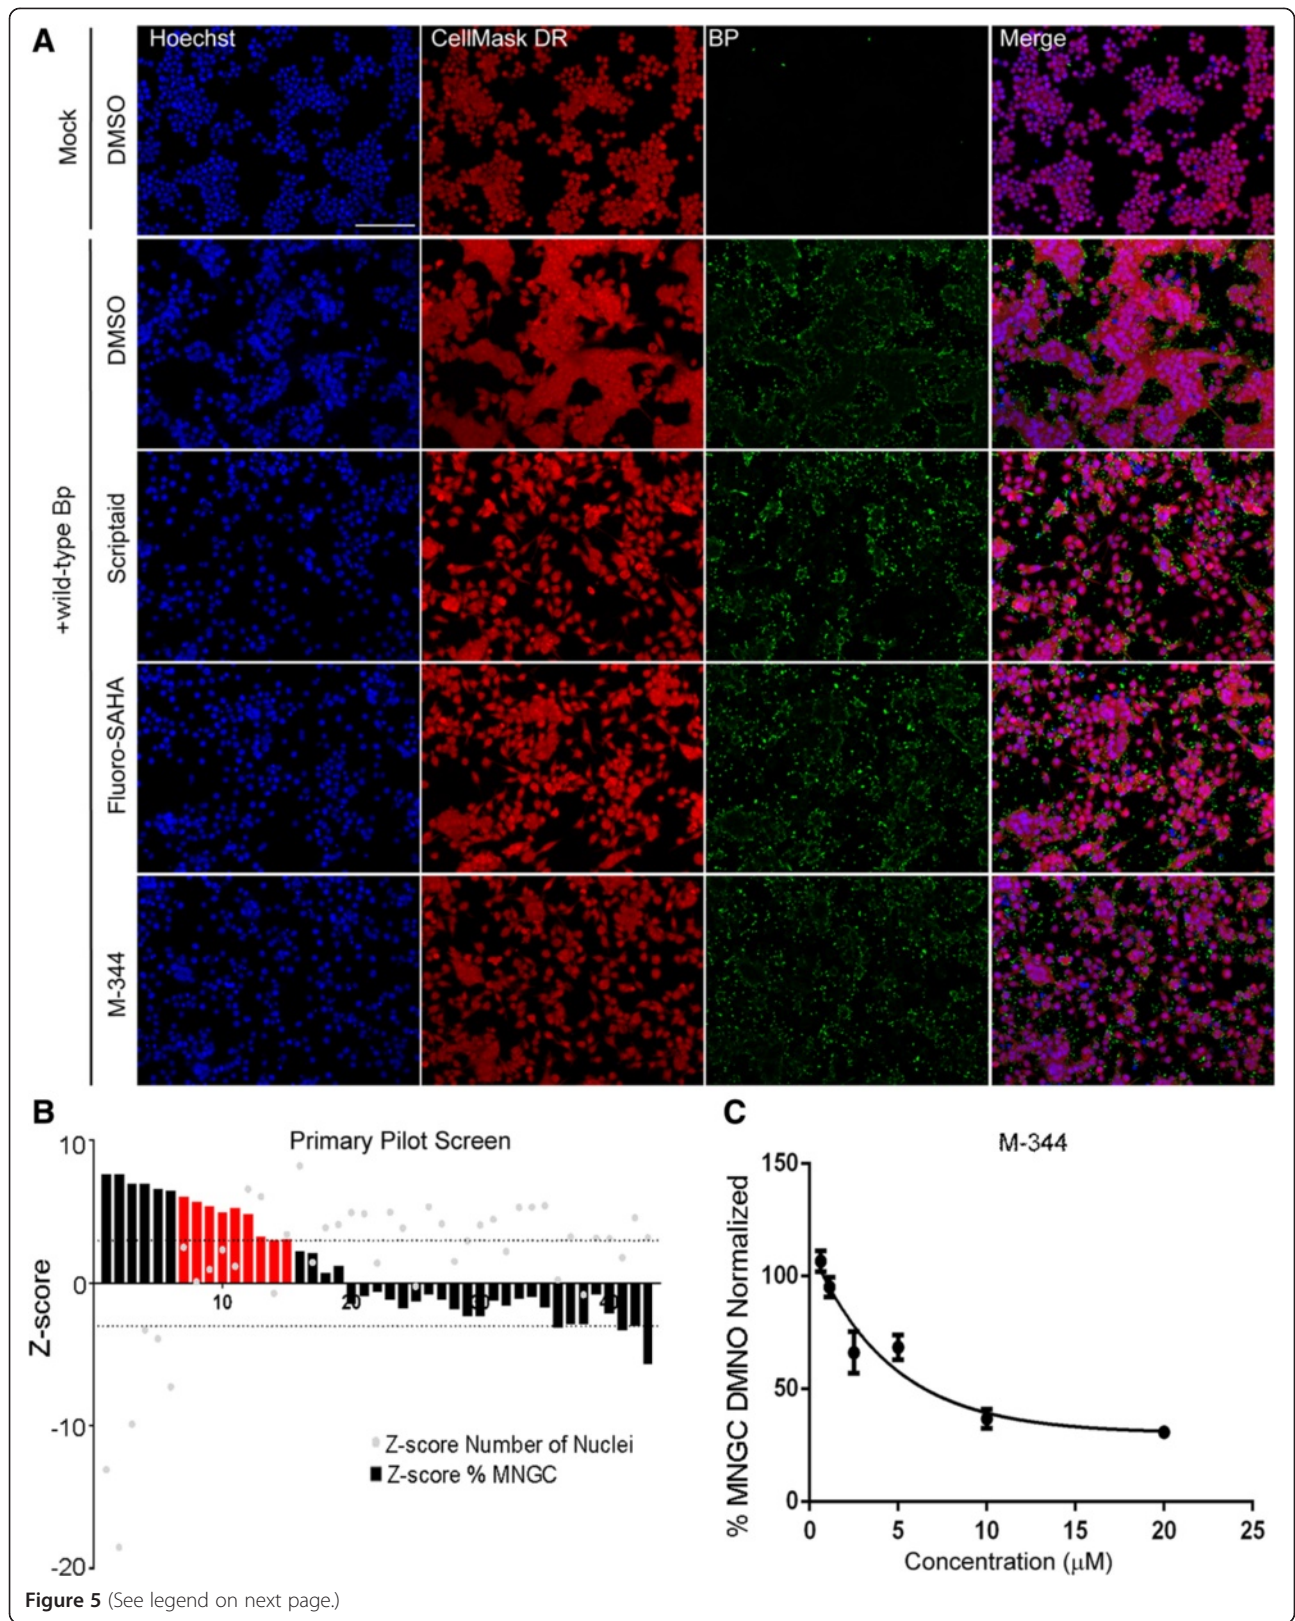 A
Hoechst
CellMask DR
BP
Merge
Mock
DMSO
+wild-type Bp
DMSO
Scriptaid
Fluoro-SAHA
M-344
B
Primary Pilot Screen
Z-score
10
0
-10
-20
10
20
30
40
Z-score Number of Nuclei
Z-score % MNGC
C
M-344
% MNGC DMNO Normalized
150
100
50
0
0
5
10
15
20
25
Concentration (μM)
Figure 5 (See legend on next page.)